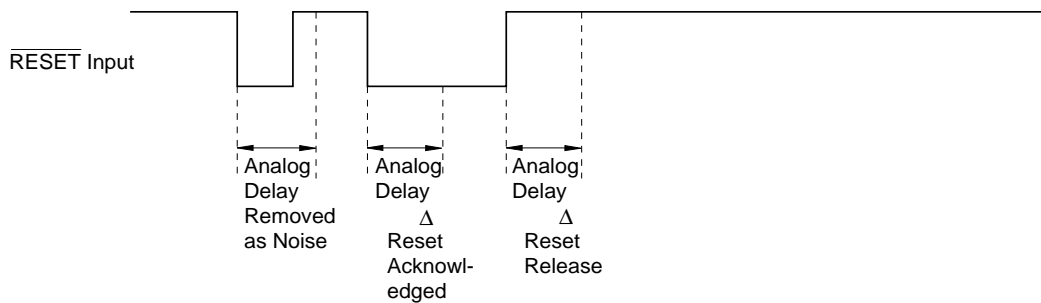 RESET Input
Analog
Delay
Removed
as Noise
Analog
Delay
Δ
Reset
Acknowl-
edged
Analog
Delay
Δ
Reset
Release